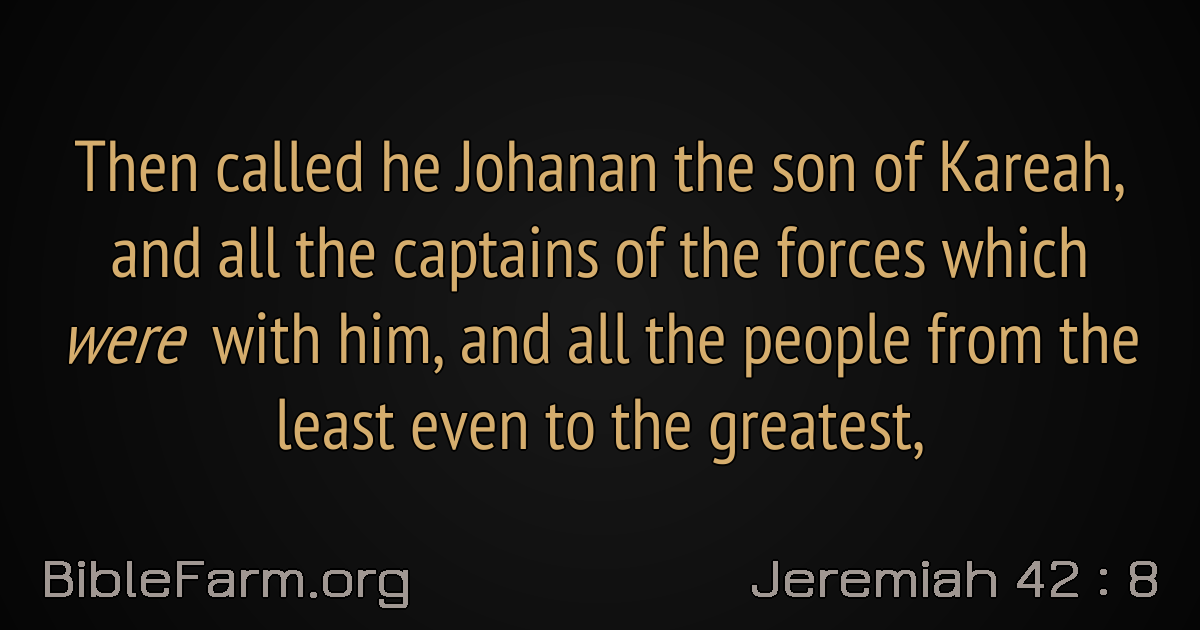 Then called he Johanan the son of Kareah,
and all the captains of the forces which
were with him, and all the people from the
least even to the greatest,
BibleFarm.org
Jeremiah 42 : 8